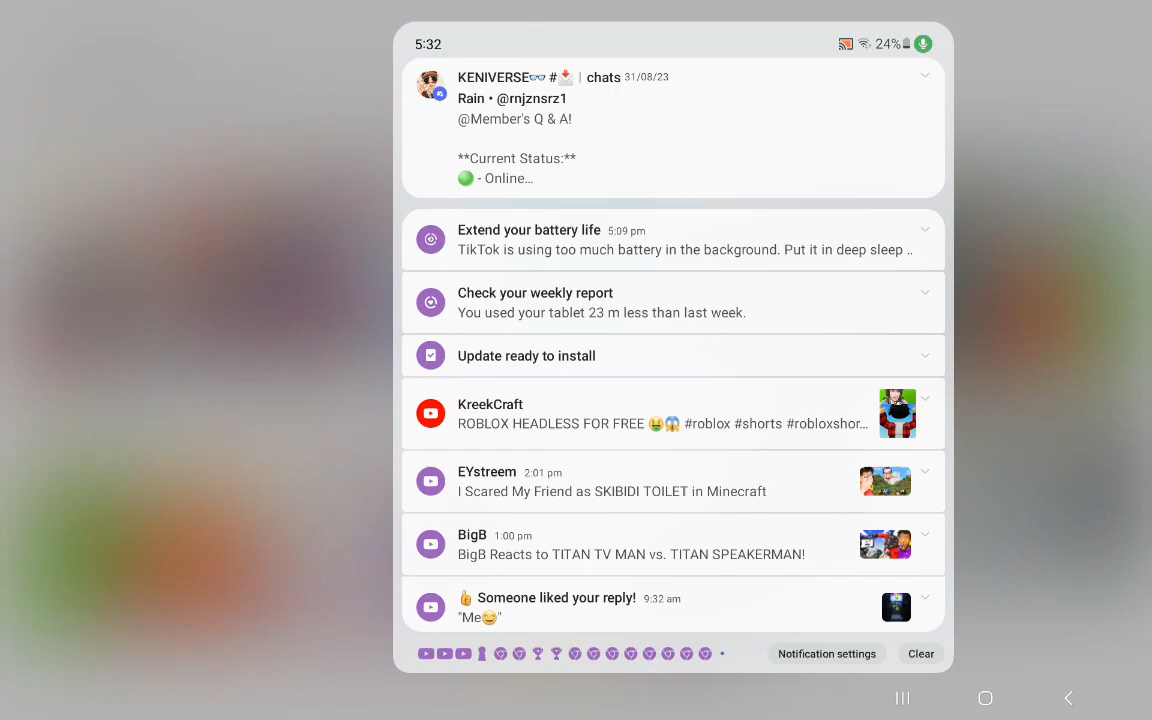 5:32
24%
KENIVERSE👓 #📩｜chats 31/08/23
Rain • @rnjznsrz1
@Member's Q & A!
**Current Status:**
🟢 - Online…
Extend your battery life 5:09 pm
TikTok is using too much battery in the background. Put it in deep sleep ..
Check your weekly report
You used your tablet 23 m less than last week.
Update ready to install
KreekCraft
ROBLOX HEADLESS FOR FREE 🤑😱 #roblox #shorts #robloxshor…
EYstreem 2:01 pm
I Scared My Friend as SKIBIDI TOILET in Minecraft
BigB 1:00 pm
BigB Reacts to TITAN TV MAN vs. TITAN SPEAKERMAN!
👍 Someone liked your reply! 9:32 am
"Me😂"
Notification settings
Clear